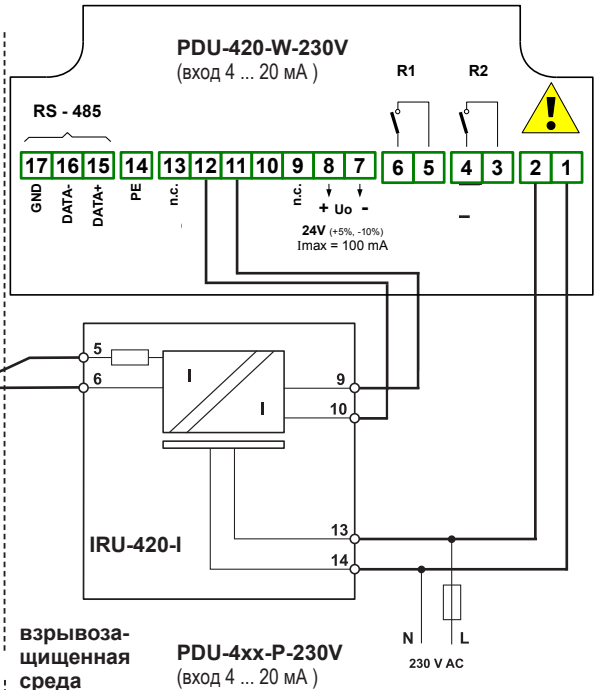 PDU-420-W-230V
(вход 4 ... 20 мА )
R1
R2
RS - 485
17 16 15 14 13 12 11 10 9 8 7 6 5 4 3 2 1
GND
DATA-
DATA+
PE
n.c.
n.c.
+ Uo -
24V (+5%, -10%)
Imax = 100 mA
5
6
I
I
9
10
13
14
IRU-420-I
N
L
230 V AC
взрывоза-
щищенная
среда
PDU-4xx-P-230V
(вход 4 ... 20 мА )